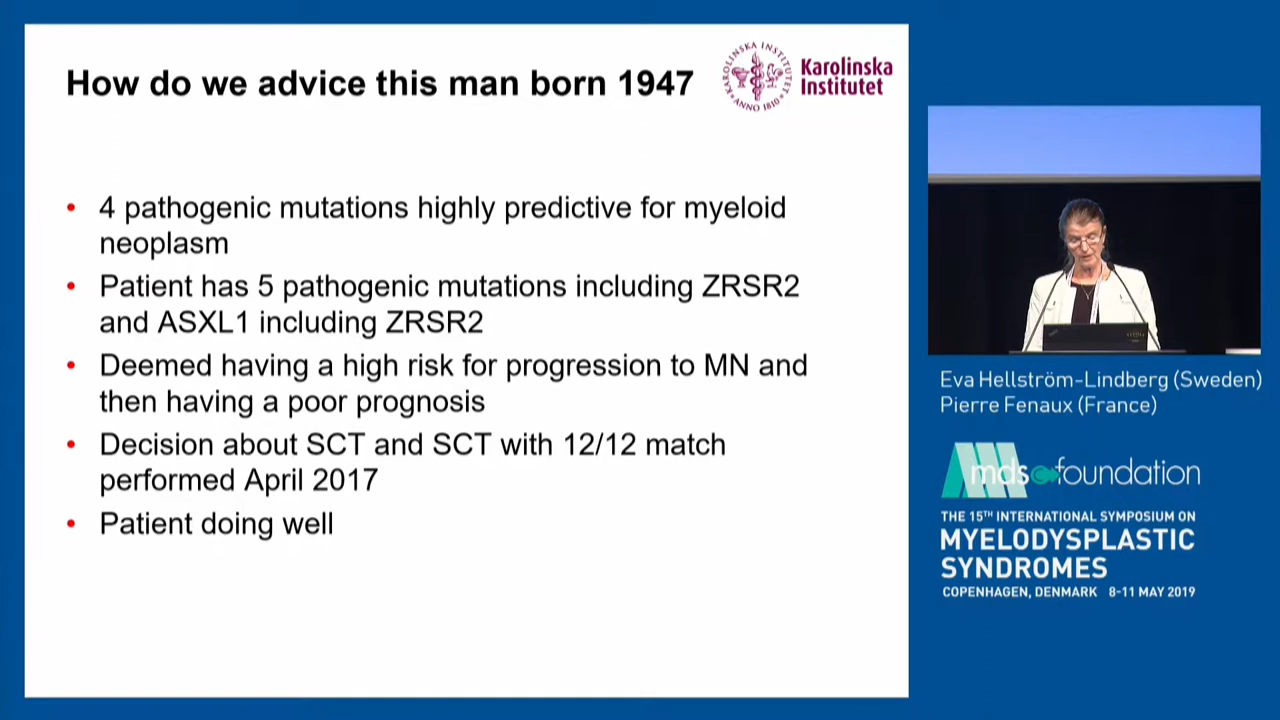 How do we advice this man born 1947
KAROLINSKA INSTITUTET
ANNO 1810
Karolinska
Institutet
• 4 pathogenic mutations highly predictive for myeloid
neoplasm
• Patient has 5 pathogenic mutations including ZRSR2
and ASXL1 including ZRSR2
• Deemed having a high risk for progression to MN and
then having a poor prognosis
• Decision about SCT and SCT with 12/12 match
performed April 2017
• Patient doing well
Eva Hellström-Lindberg (Sweden)
Pierre Fenaux (France)
mds foundation
THE 15TH INTERNATIONAL SYMPOSIUM ON
MYELODYSPLASTIC
SYNDROMES
COPENHAGEN, DENMARK 8-11 MAY 2019